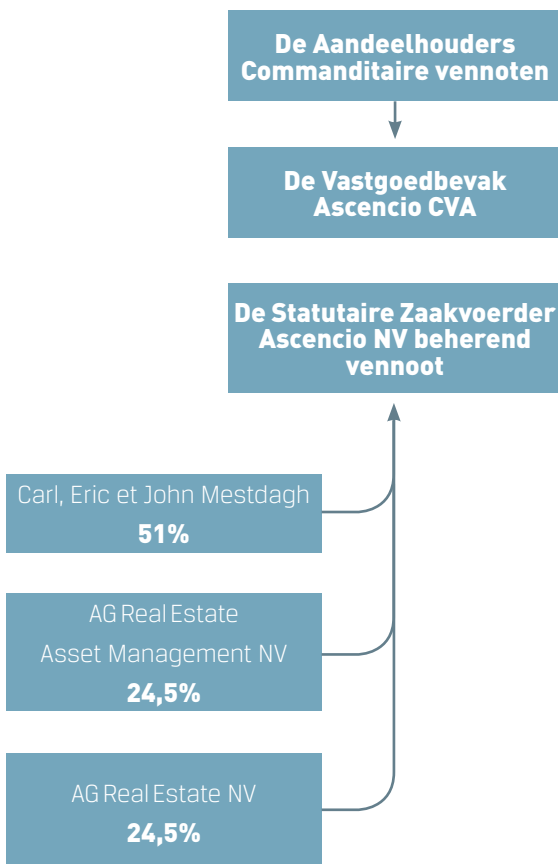 De Aandeelhouders
Commanditaire vennoten
De Vastgoedbevak
Ascencio CVA
De Statutaire Zaakvoerder
Ascencio NV beherend
vennoot
Carl, Eric et John Mestdagh
51%
AG Real Estate
Asset Management NV
24,5%
AG Real Estate NV
24,5%